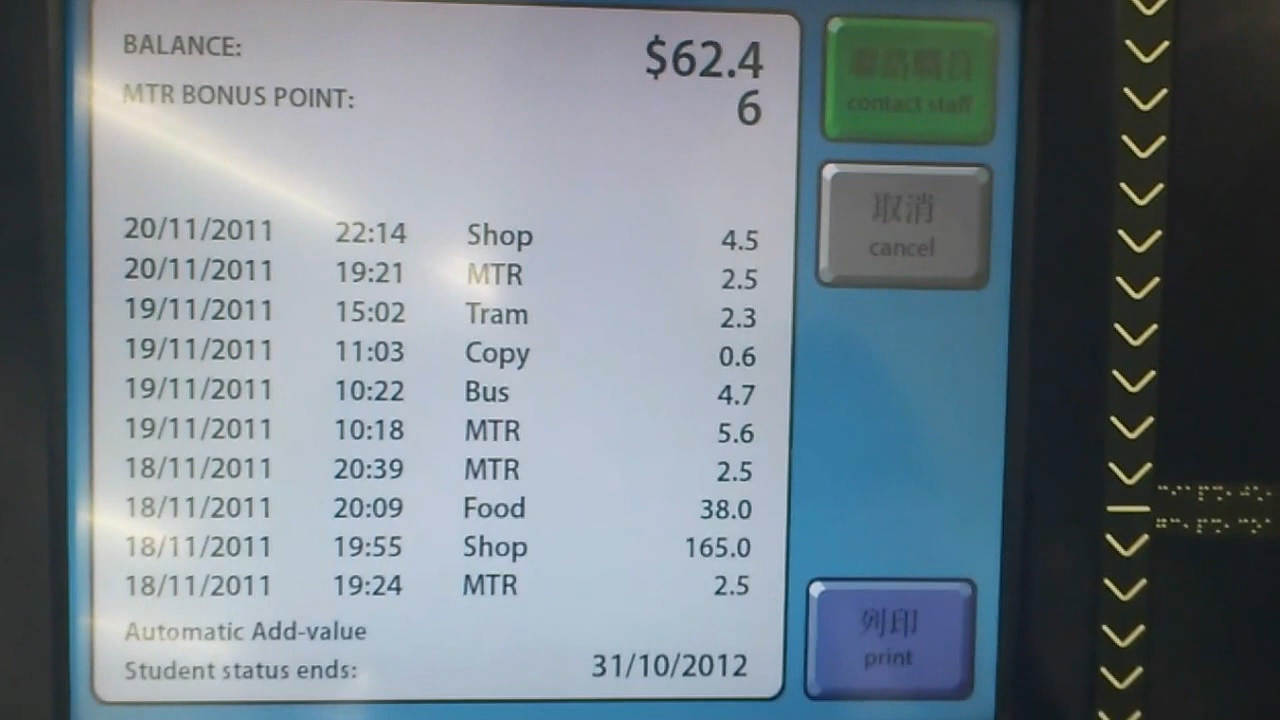 BALANCE: $62.4
MTR BONUS POINT: 6
20/11/2011 22:14 Shop 4.5
20/11/2011 19:21 MTR 2.5
19/11/2011 15:02 Tram 2.3
19/11/2011 11:03 Copy 0.6
19/11/2011 10:22 Bus 4.7
19/11/2011 10:18 MTR 5.6
18/11/2011 20:39 MTR 2.5
18/11/2011 20:09 Food 38.0
18/11/2011 19:55 Shop 165.0
18/11/2011 19:24 MTR 2.5
Automatic Add-value
Student status ends: 31/10/2012
聯絡職員
contact staff
取消
cancel
列印
print